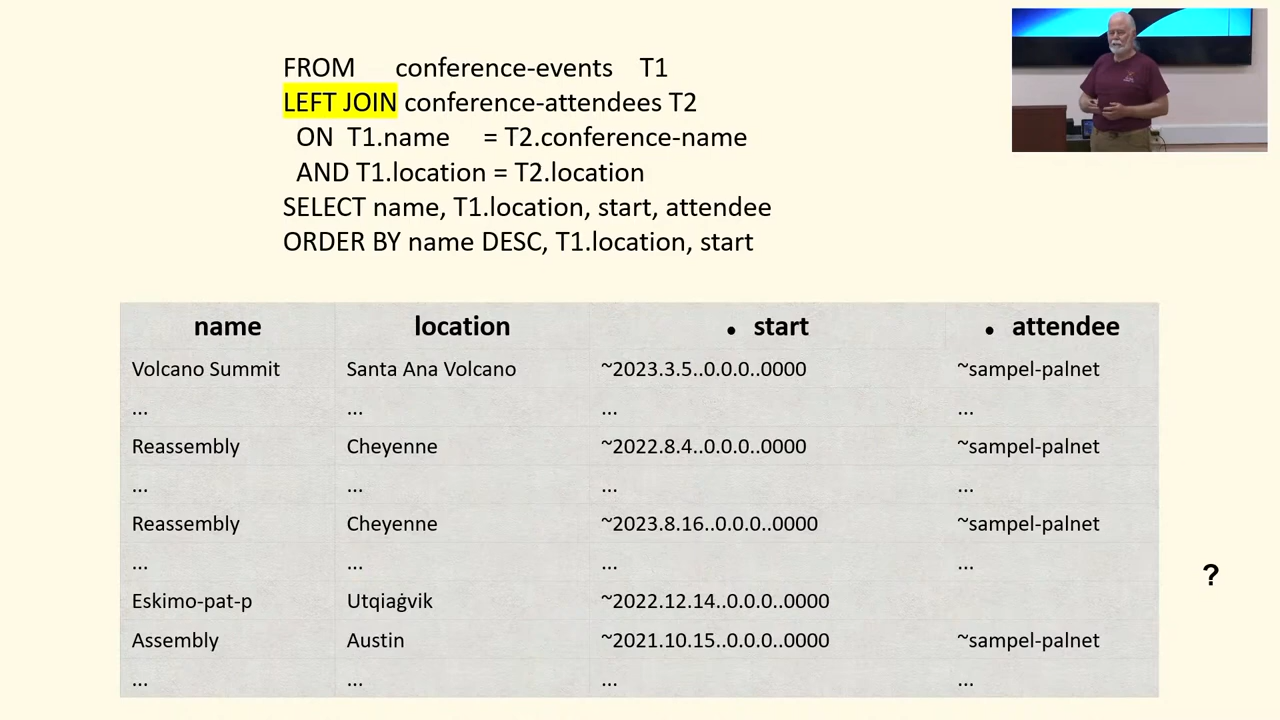 FROM conference-events T1
LEFT JOIN conference-attendees T2
ON T1.name = T2.conference-name
AND T1.location = T2.location
SELECT name, T1.location, start, attendee
ORDER BY name DESC, T1.location, start
name location • start • attendee
Volcano Summit Santa Ana Volcano ~2023.3.5..0.0.0..0000 ~sampel-palnet
... ... ... ...
Reassembly Cheyenne ~2022.8.4..0.0.0..0000 ~sampel-palnet
... ... ... ...
Reassembly Cheyenne ~2023.8.16..0.0.0..0000 ~sampel-palnet
... ... ... ...
?
Eskimo-pat-p Utqiaġvik ~2022.12.14..0.0.0..0000
Assembly Austin ~2021.10.15..0.0.0..0000 ~sampel-palnet
... ... ... ...